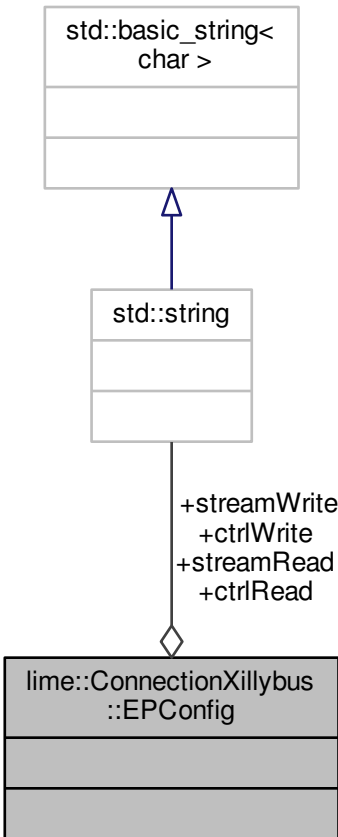 std::basic_string<
char >
std::string
+streamWrite
+ctrlWrite
+streamRead
+ctrlRead
lime::ConnectionXillybus
::EPConfig